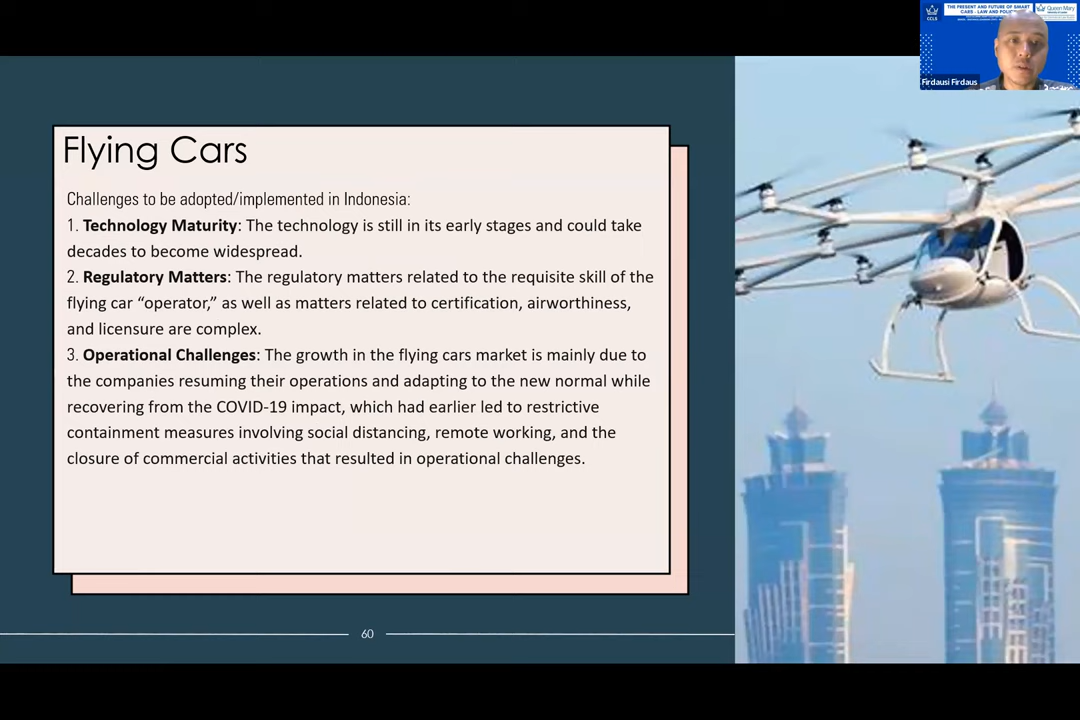 THE PRESENT AND FUTURE OF SMART
CARS - LAW AND POLICY
CCLS
Queen Mary
Firdausi Firdaus
Flying Cars
Challenges to be adopted/implemented in Indonesia:
1. Technology Maturity: The technology is still in its early stages and could take
decades to become widespread.
2. Regulatory Matters: The regulatory matters related to the requisite skill of the
flying car “operator,” as well as matters related to certification, airworthiness,
and licensure are complex.
3. Operational Challenges: The growth in the flying cars market is mainly due to
the companies resuming their operations and adapting to the new normal while
recovering from the COVID-19 impact, which had earlier led to restrictive
containment measures involving social distancing, remote working, and the
closure of commercial activities that resulted in operational challenges.
60